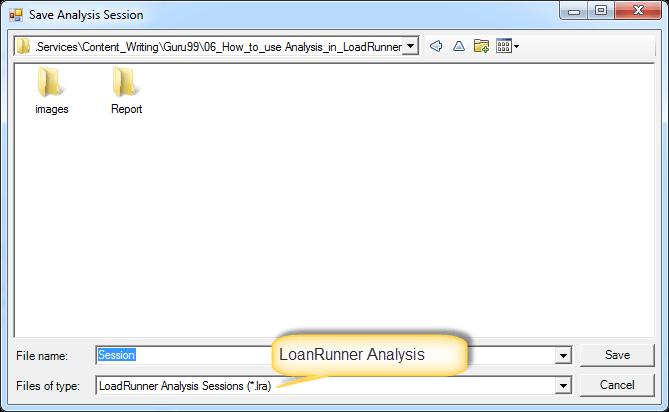 Save Analysis Session
.Services\Content_Writing\Guru99\06_How_to_use Analysis_in_LoadRunner
images
Report
File name:
Session
LoanRunner Analysis
Save
Files of type:
LoadRunner Analysis Sessions (*.lra)
Cancel